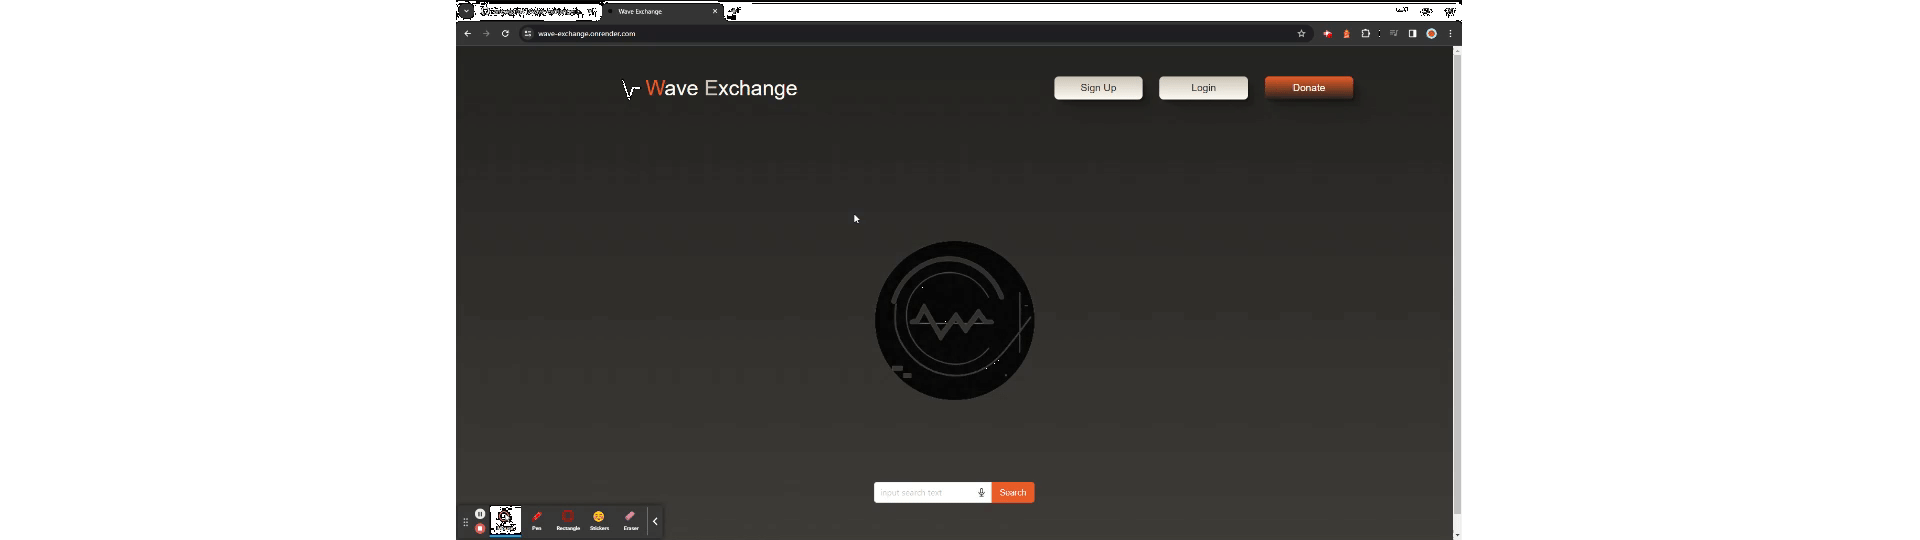 Wave Exchange
wave-exchange.onrender.com
Wave Exchange
Sign Up
Login
Donate
input search text
Search
Pen
Rectangle
Stickers
Eraser